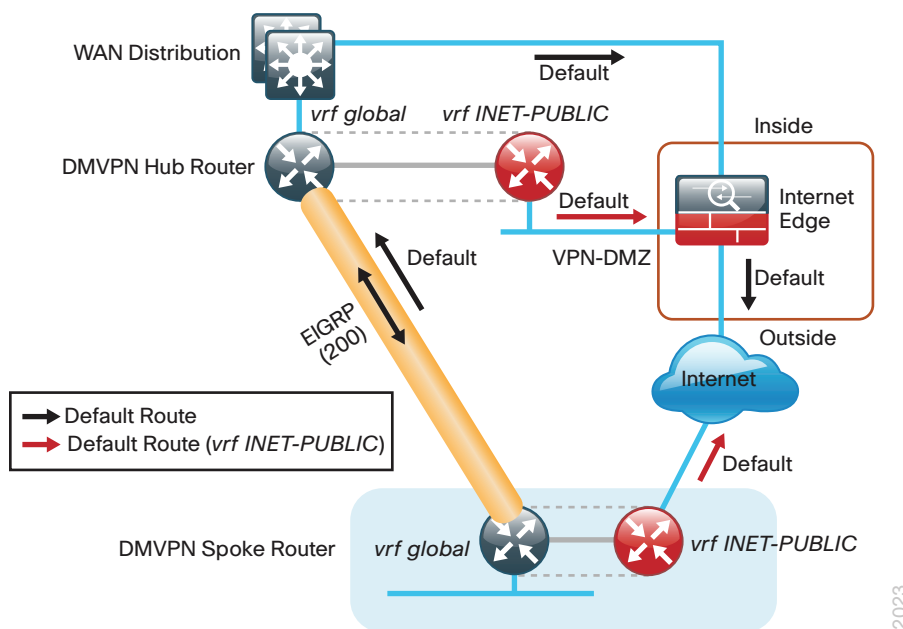 WAN Distribution
Default
vrf global
vrf INET-PUBLIC
Inside
DMVPN Hub Router
Default
Internet
Edge
VPN-DMZ
Default
Default
EIGRP
(200)
Outside
Internet
Default Route
Default Route (vrf INET-PUBLIC)
Default
DMVPN Spoke Router
vrf global
vrf INET-PUBLIC
2023